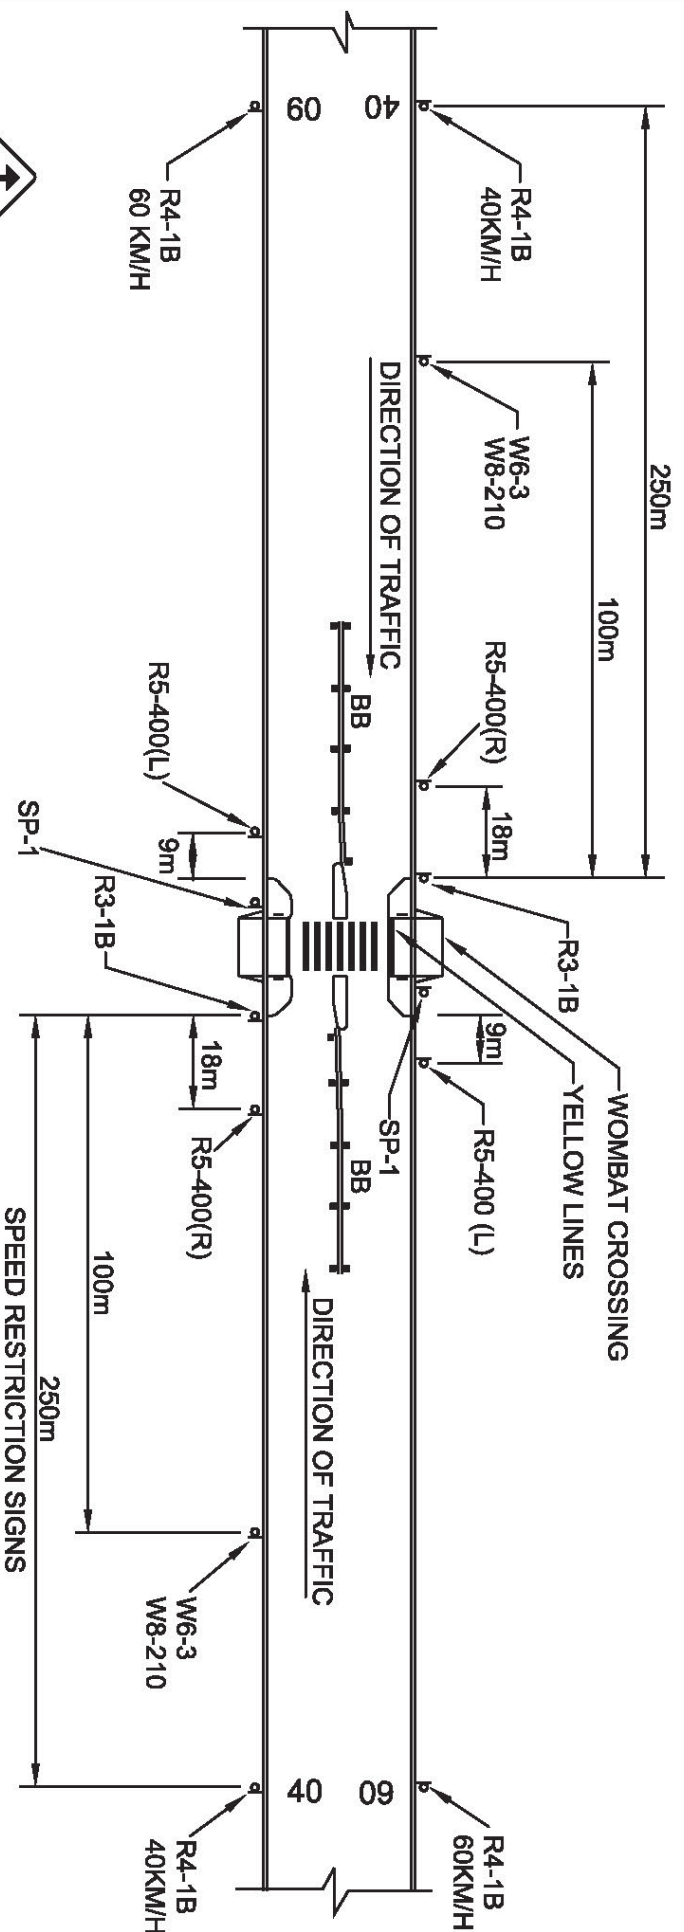 250m
100m
WOMBAT CROSSING
YELLOW LINES
R4-1B
40KM/H
W6-3
W8-210
R5-400(R)
18m
R3-1B
9m
R5-400 (L)
R4-1B
60KM/H
SP-1
40
DIRECTION OF TRAFFIC
60
BB
BB
60
DIRECTION OF TRAFFIC
40
R4-1B
60 KM/H
R5-400(L)
9m
SP-1
R3-1B
18m
R5-400(R)
W6-3
W8-210
R4-1B
40KM/H
100m
250m
SPEED RESTRICTION SIGNS